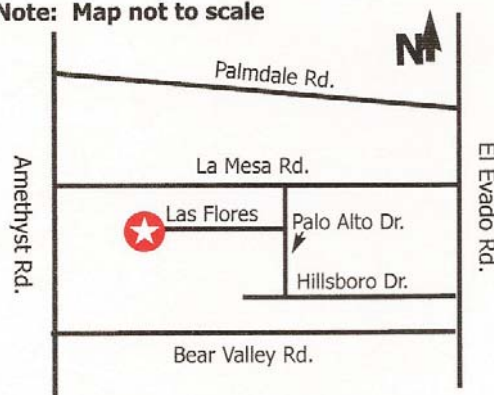 Note: Map not to scale
N
Palmdale Rd.
La Mesa Rd.
Amethyst Rd.
El Evado Rd.
Las Flores
Palo Alto Dr.
Hillsboro Dr.
Bear Valley Rd.